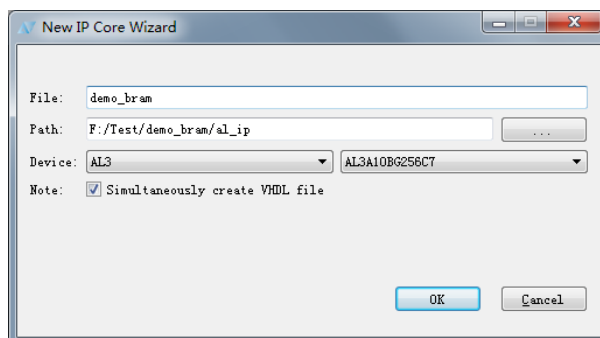 New IP Core Wizard
File: demo_bram
Path: F:/Test/demo_bram/al_ip ...
Device: AL3 AL3A10BG256C7
Note: Simultaneously create VHDL file
OK Cancel